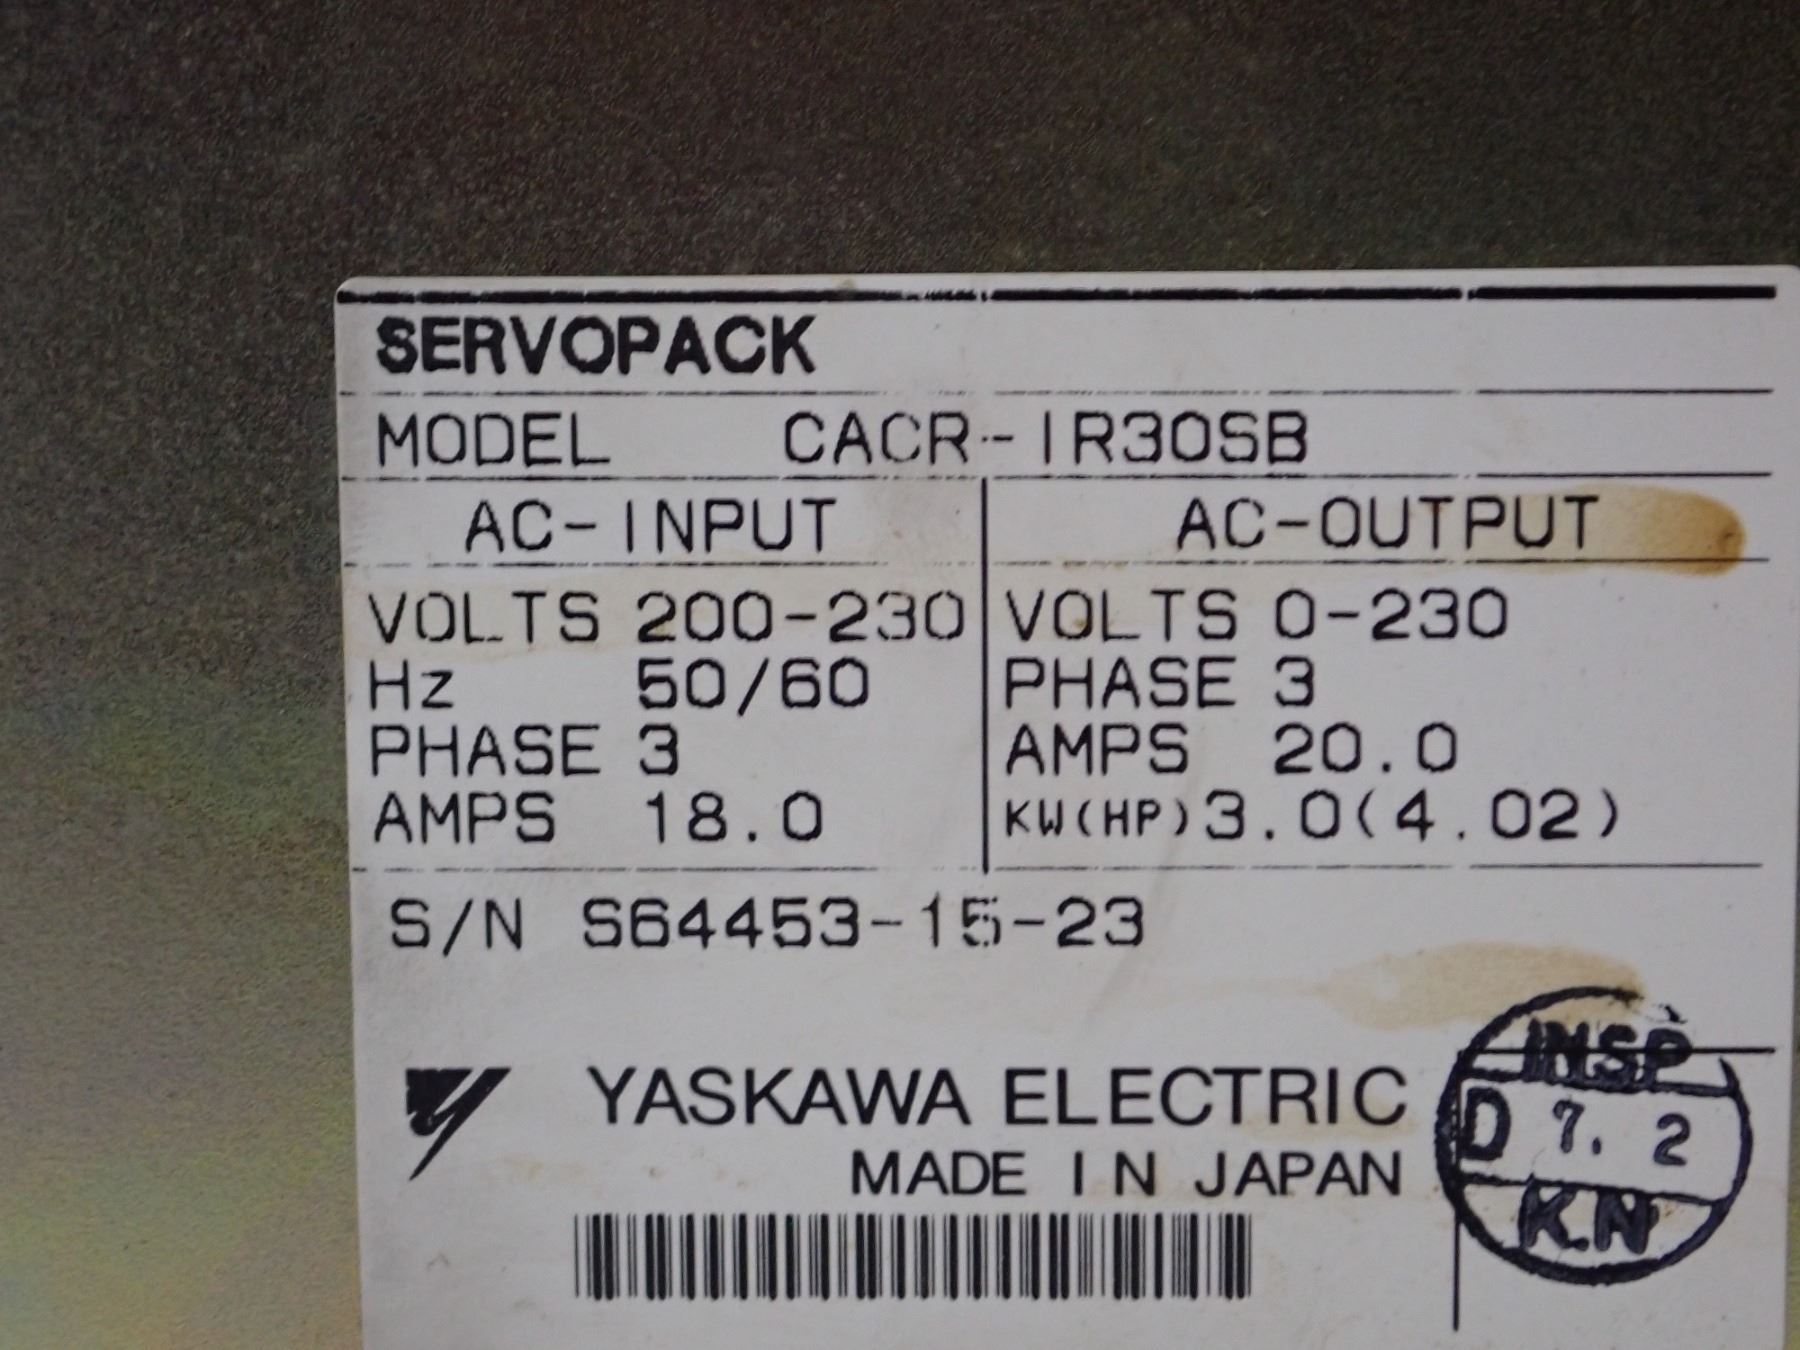 SERVOPACK
MODEL CACR-IR30SB
AC-INPUT AC-OUTPUT
VOLTS 200-230 VOLTS 0-230
Hz 50/60 PHASE 3
PHASE 3 AMPS 20.0
AMPS 18.0 KW(HP) 3.0(4.02)
S/N S64453-15-23
YASKAWA ELECTRIC
MADE IN JAPAN
INSP
D 7. 2
K.N